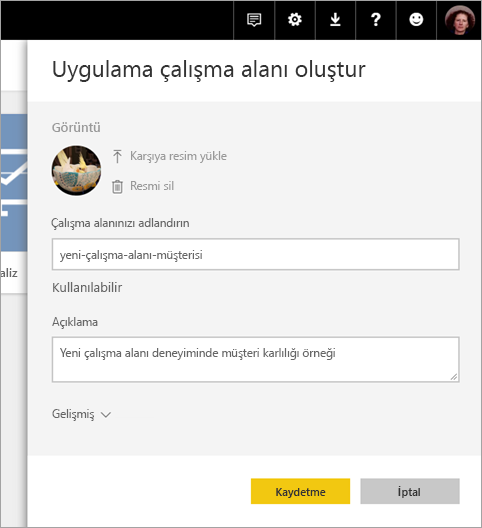 Uygulama çalışma alanı oluştur
Görüntü
Karşıya resim yükle
Resmi sil
Çalışma alanınızı adlandırın
yeni-çalışma-alanı-müşterisi
aliz
Kullanılabilir
Açıklama
Yeni çalışma alanı deneyiminde müşteri karlılığı örneği
Gelişmiş
Kaydetme
İptal